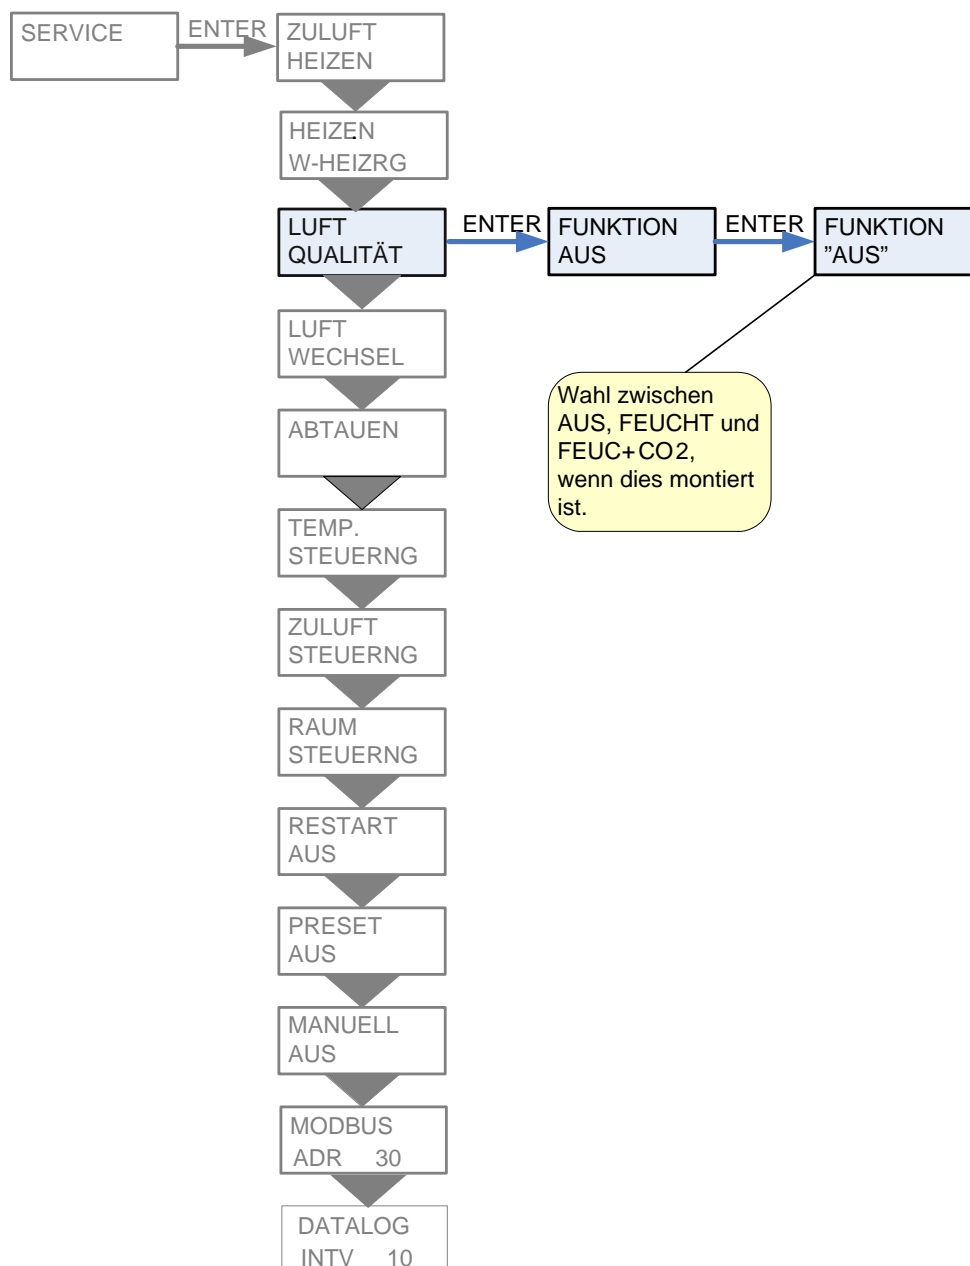 SERVICE
ENTER
ZULUFT
HEIZEN
HEIZEN
W-HEIZRG
LUFT
QUALITÄT
ENTER
FUNKTION
AUS
ENTER
FUNKTION
”AUS”
LUFT
WECHSEL
Wahl zwischen
AUS, FEUCHT und
FEUC+CO2,
wenn dies montiert
ist.
ABTAUEN
TEMP.
STEUERNG
ZULUFT
STEUERNG
RAUM
STEUERNG
RESTART
AUS
PRESET
AUS
MANUELL
AUS
MODBUS
ADR 30
DATALOG
INTV 10